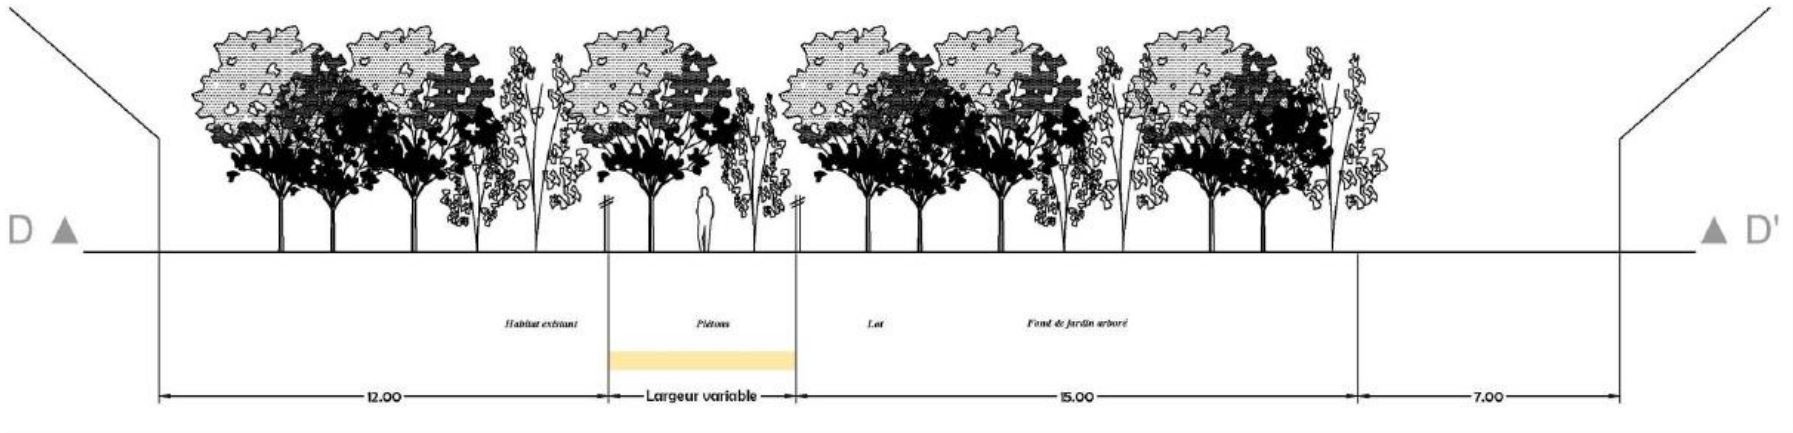 D
D'
Habitat existant
Piétons
Lot
Fond de jardin arboré
12.00
Largeur variable
15.00
7.00